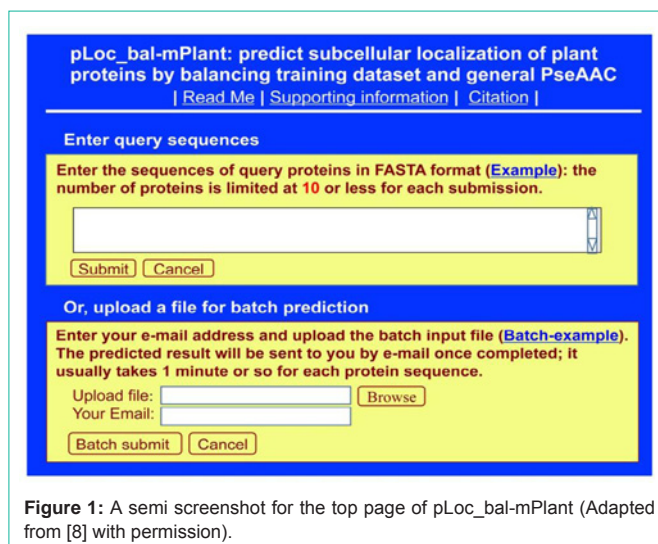 pLoc_bal-mPlant: predict subcellular localization of plant
proteins by balancing training dataset and general PseAAC
| Read Me | Supporting information | Citation |
Enter query sequences
Enter the sequences of query proteins in FASTA format (Example): the
number of proteins is limited at 10 or less for each submission.
Submit Cancel
Or, upload a file for batch prediction
Enter your e-mail address and upload the batch input file (Batch-example).
The predicted result will be sent to you by e-mail once completed; it
usually takes 1 minute or so for each protein sequence.
Upload file: Browse
Your Email:
Batch submit Cancel
Figure 1: A semi screenshot for the top page of pLoc_bal-mPlant (Adapted
from [8] with permission).